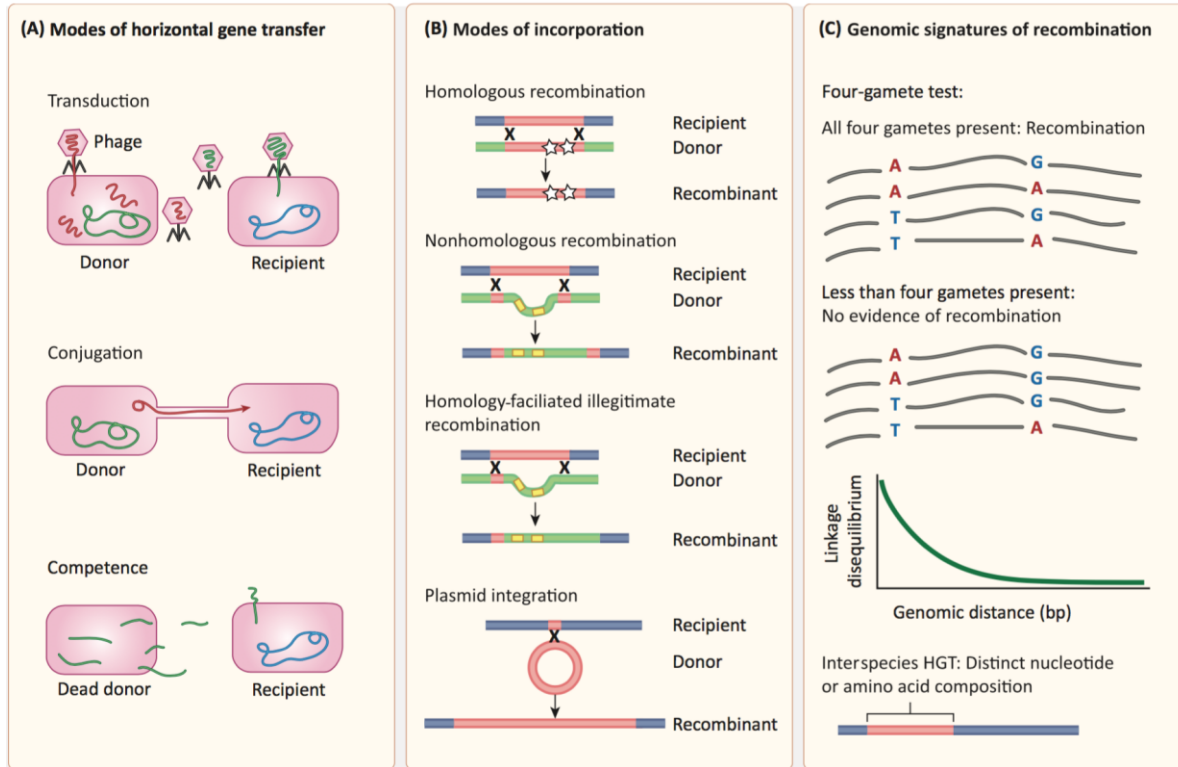 (A) Modes of horizontal gene transfer
Transduction
Phage
Donor
Recipient
Conjugation
Donor
Recipient
Competence
Dead donor
Recipient
(B) Modes of incorporation
Homologous recombination
Recipient
X X
Donor
Recombinant
Nonhomologous recombination
Recipient
X X
Donor
Recombinant
Homology-faciliated illegitimate
recombination
Recipient
X X
Donor
Recombinant
Plasmid integration
Recipient
X
Donor
Recombinant
(C) Genomic signatures of recombination
Four-gamete test:
All four gametes present: Recombination
A G
A A
T G
T A
Less than four gametes present:
No evidence of recombination
A G
A G
T G
T A
Linkage
disequilibrium
Genomic distance (bp)
Interspecies HGT: Distinct nucleotide
or amino acid composition